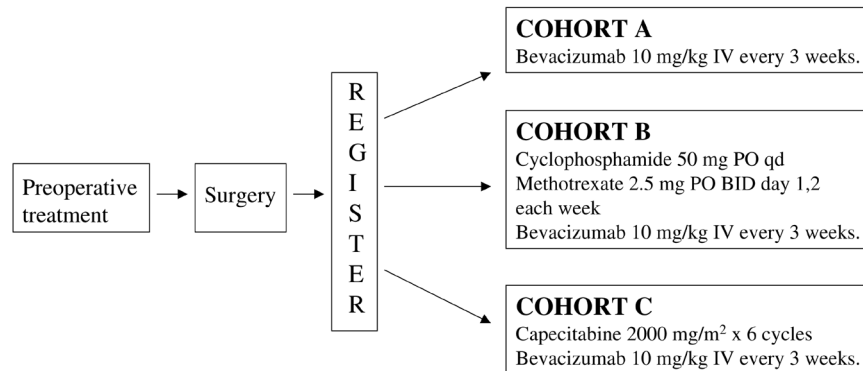 Preoperative
treatment
Surgery
REGISTER
COHORT A
Bevacizumab 10 mg/kg IV every 3 weeks.
COHORT B
Cyclophosphamide 50 mg PO qd
Methotrexate 2.5 mg PO BID day 1,2
each week
Bevacizumab 10 mg/kg IV every 3 weeks.
COHORT C
Capecitabine 2000 mg/m² x 6 cycles
Bevacizumab 10 mg/kg IV every 3 weeks.